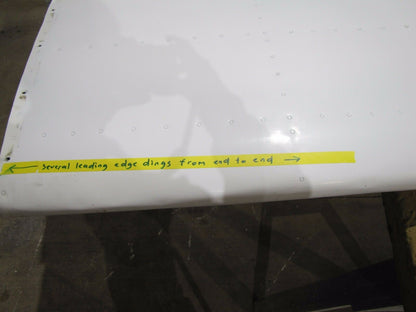 ← several leading edge dings from end to end →